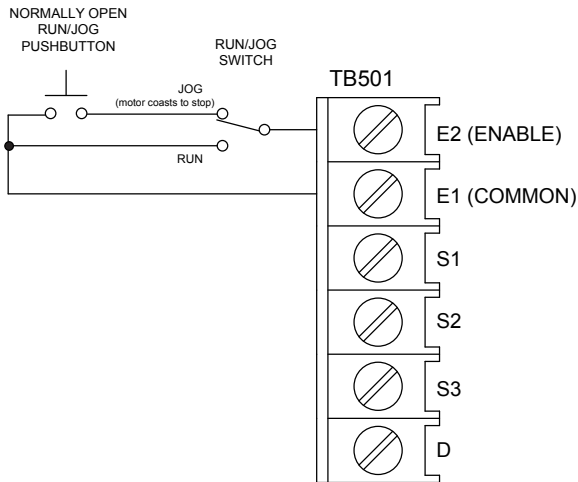 NORMALLY OPEN
RUN/JOG
PUSHBUTTON
RUN/JOG
SWITCH
JOG
(motor coasts to stop)
RUN
TB501
E2 (ENABLE)
E1 (COMMON)
S1
S2
S3
D